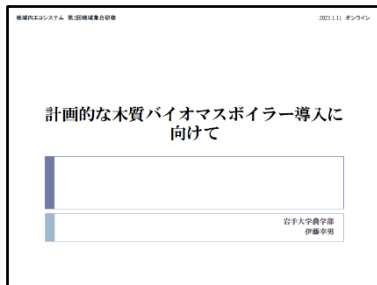 地域内エコシステム 第2回地域集合研修
2023.1.11 オンライン
計画的な木質バイオマスボイラー導入に
向けて
岩手大学農学部
伊藤幸男